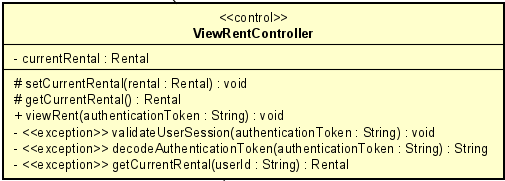 <<control>>
ViewRentController
- currentRental : Rental
# setCurrentRental(rental : Rental) : void
# getCurrentRental() : Rental
+ viewRent(authenticationToken : String) : void
- <<exception>> validateUserSession(authenticationToken : String) : void
- <<exception>> decodeAuthenticationToken(authenticationToken : String) : String
- <<exception>> getCurrentRental(userId : String) : Rental